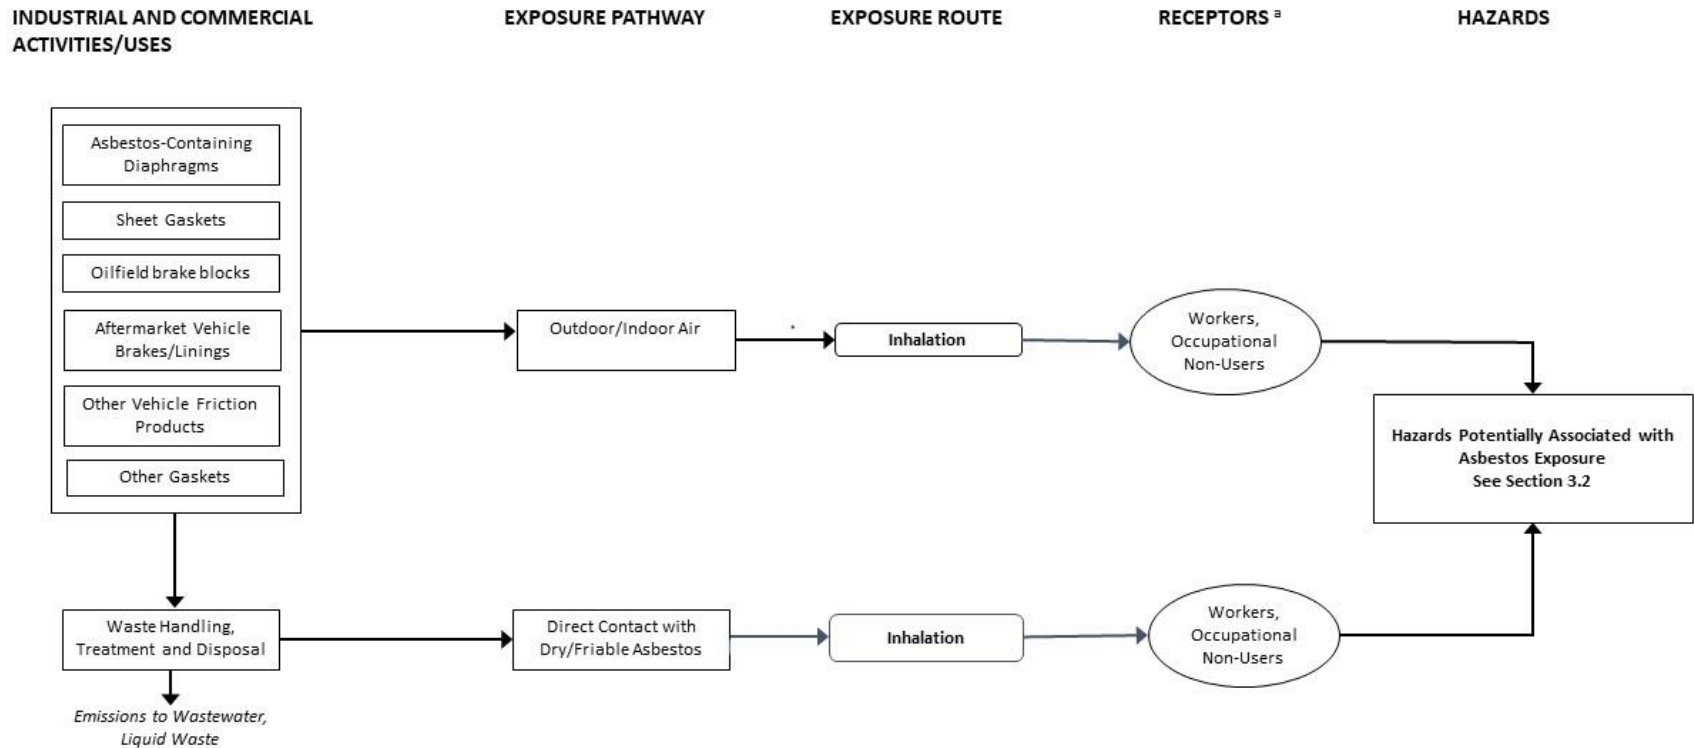 INDUSTRIAL AND COMMERCIAL
ACTIVITIES/USES
EXPOSURE PATHWAY
EXPOSURE ROUTE
RECEPTORS ª
HAZARDS
Asbestos-Containing
Diaphragms
Sheet Gaskets
Oilfield brake blocks
Aftermarket Vehicle
Brakes/Linings
Other Vehicle Friction
Products
Other Gaskets
Outdoor/Indoor Air
Inhalation
Workers,
Occupational
Non-Users
Hazards Potentially Associated with
Asbestos Exposure
See Section 3.2
Waste Handling,
Treatment and Disposal
Direct Contact with
Dry/Friable Asbestos
Inhalation
Workers,
Occupational
Non-Users
Emissions to Wastewater,
Liquid Waste